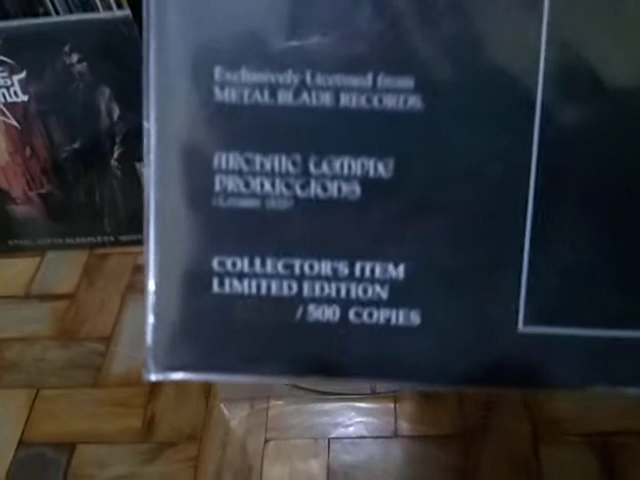 Exclusively Licensed from
METAL BLADE RECORDS.
ARCHAIC TEMPLE
PRODUCTIONS
COLLECTOR'S ITEM
LIMITED EDITION
/ 500 COPIES